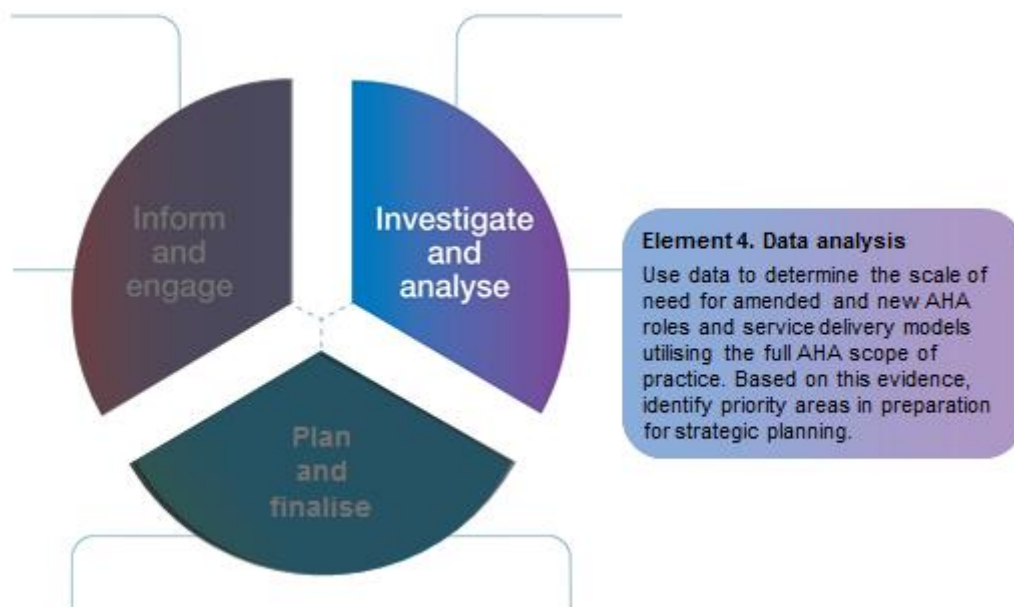 Inform
and
engage
Investigate
and
analyse
Plan
and
finalise
Element 4. Data analysis
Use data to determine the scale of
need for amended and new AHA
roles and service delivery models
utilising the full AHA scope of
practice. Based on this evidence,
identify priority areas in preparation
for strategic planning.